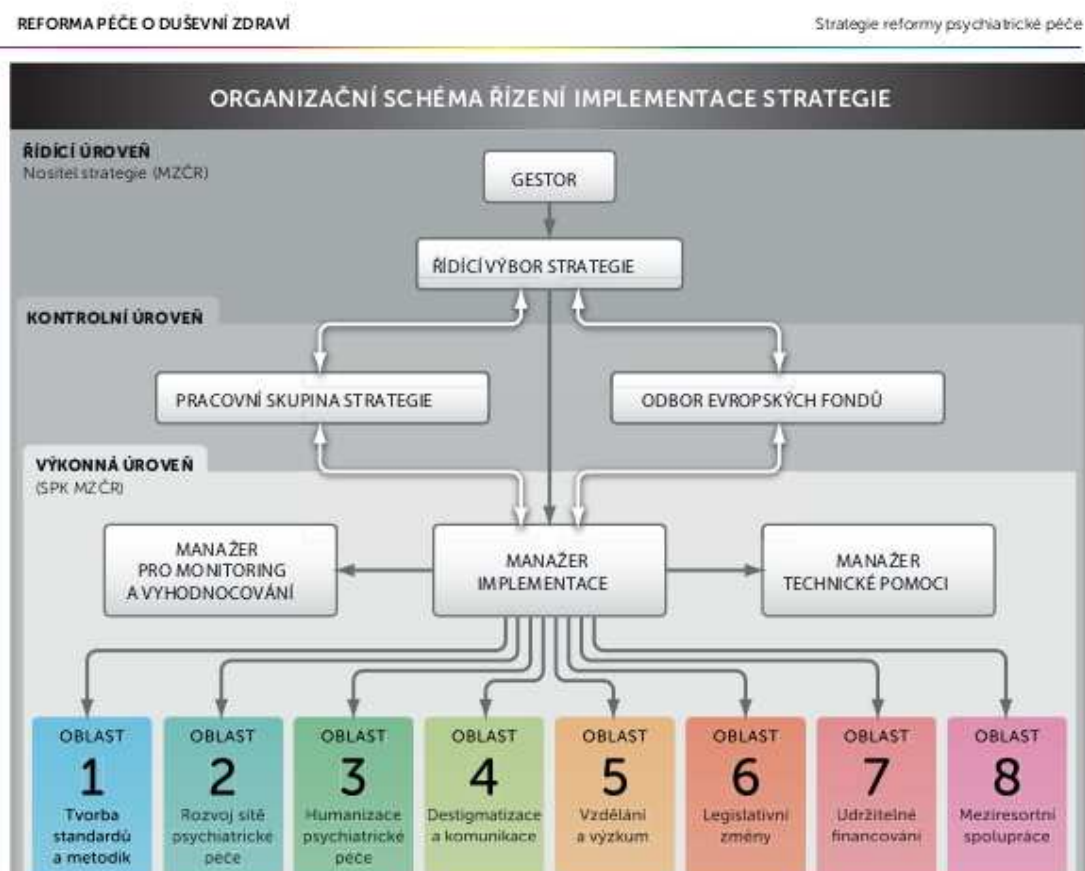 REFORMA PÉČE O DUŠEVNÍ ZDRAVÍ
Strategie reformy psychiatrické péče
ORGANIZAČNÍ SCHÉMA ŘÍZENÍ IMPLEMENTACE STRATEGIE
ŘÍDÍCÍ ÚROVEŇ
Nositel strategie (MZČR)
GESTOR
ŘÍDÍCÍ VÝBOR STRATEGIE
KONTROLNÍ ÚROVEŇ
PRACOVNÍ SKUPINA STRATEGIE
ODBOR EVROPSKÝCH FONDŮ
VÝKONNÁ ÚROVEŇ
(SPK MZČR)
MANAŽER
PRO MONITORING
A VYHODNOCOVÁNÍ
MANAŽER
IMPLEMENTACE
MANAŽER
TECHNICKÉ POMOCI
OBLAST
1
Tvorba
standardů
a metodik
OBLAST
2
Rozvoj sítě
psychiatrické
péče
OBLAST
3
Humanizace
psychiatrické
péče
OBLAST
4
Destigmatizace
a komunikace
OBLAST
5
Vzdělání
a výzkum
OBLAST
6
Legislativní
změny
OBLAST
7
Udržitelné
financování
OBLAST
8
Meziresortní
spolupráce